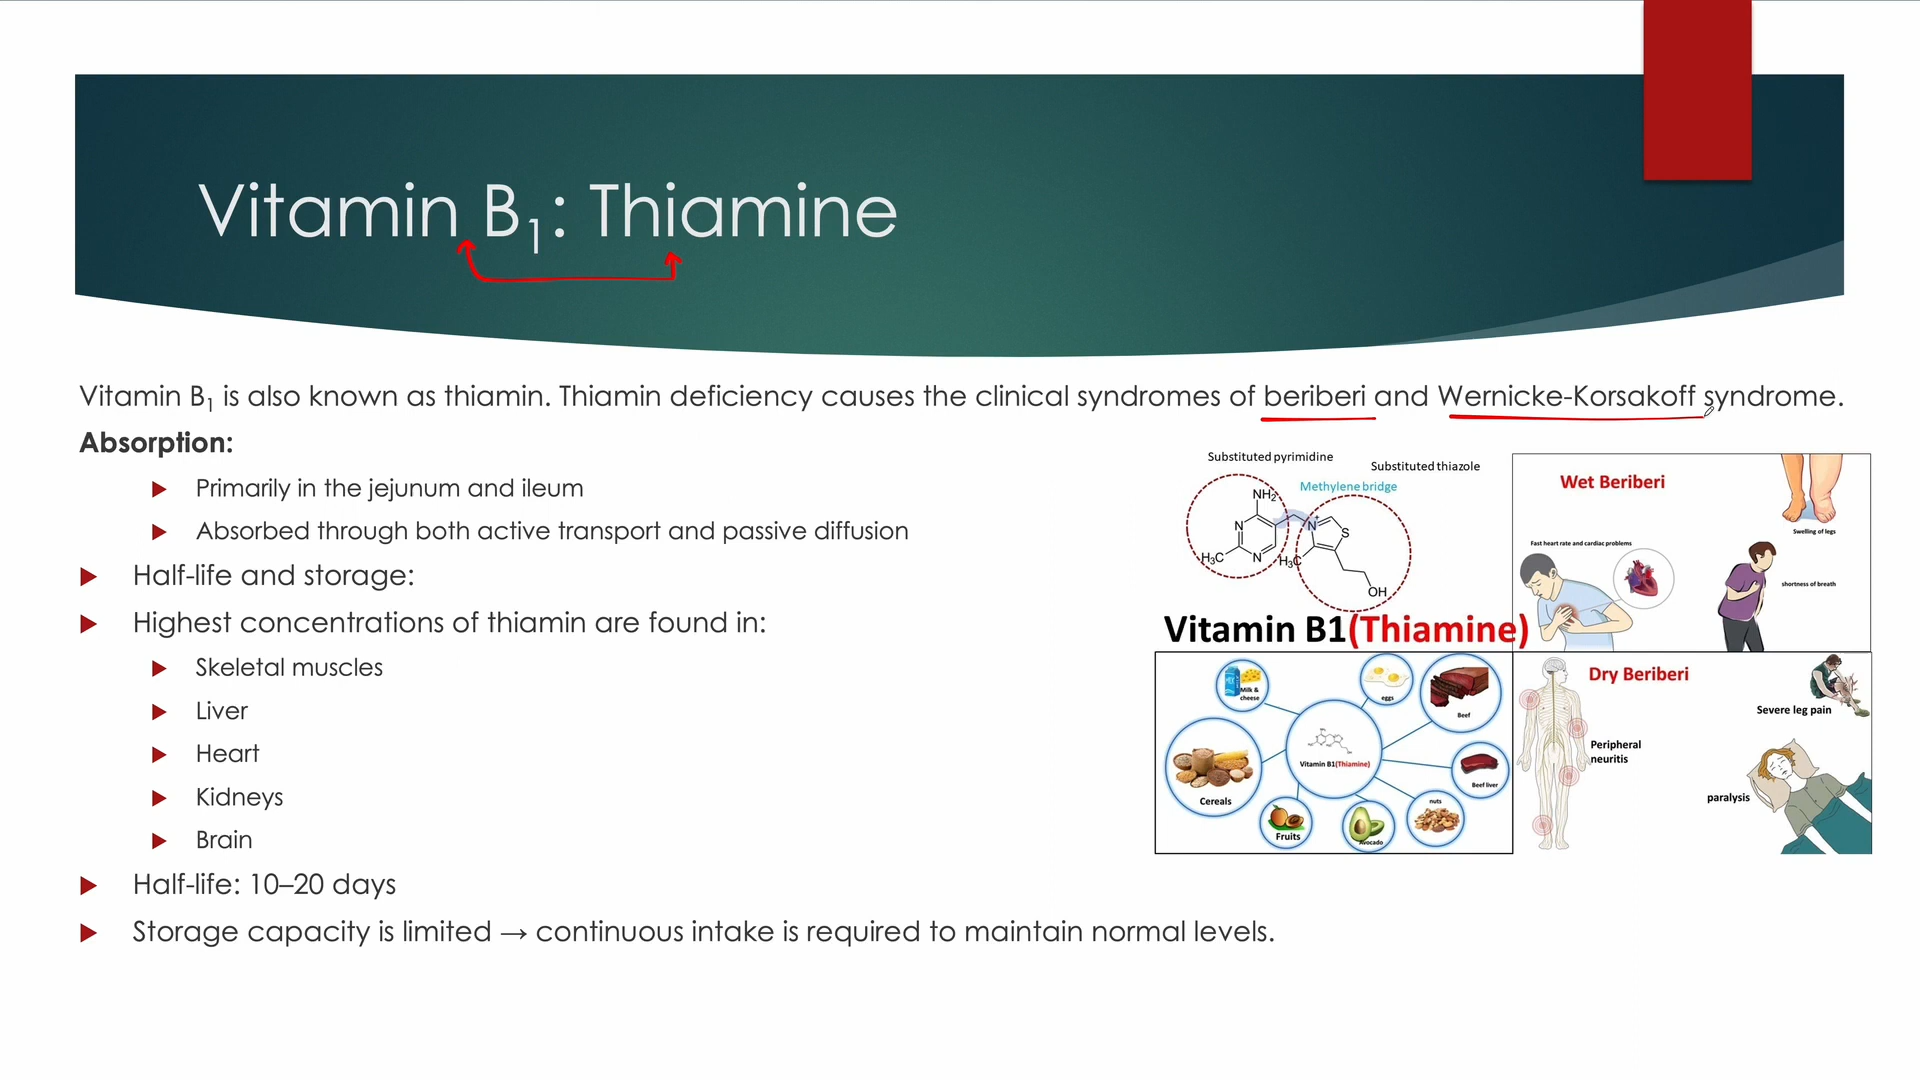 Vitamin B1: Thiamine
Vitamin B1 is also known as thiamin. Thiamin deficiency causes the clinical syndromes of beriberi and Wernicke-Korsakoff syndrome.
Absorption:
Primarily in the jejunum and ileum
Absorbed through both active transport and passive diffusion
Half-life and storage:
Highest concentrations of thiamin are found in:
Skeletal muscles
Liver
Heart
Kidneys
Brain
Half-life: 10–20 days
Storage capacity is limited → continuous intake is required to maintain normal levels.
Substituted pyrimidine
Substituted thiazole
Methylene bridge
NH2
N
N
H3C
N+
S
H3C
OH
Vitamin B1(Thiamine)
Milk & cheese
eggs
Beef
Beef liver
nuts
Avocado
Fruits
Cereals
Vitamin B1(Thiamine)
Wet Beriberi
Swelling of legs
Fast heart rate and cardiac problems
shortness of breath
Dry Beriberi
Severe leg pain
Peripheral
neuritis
paralysis